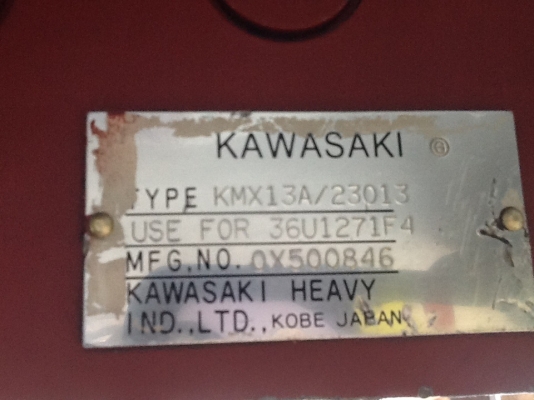 KAWASAKI Ⓖ
TYPE KMX13A/23013
USE FOR 36U1271F4
MFG.NO. 0X500846
KAWASAKI HEAVY
IND.,LTD., KOBE JAPAN